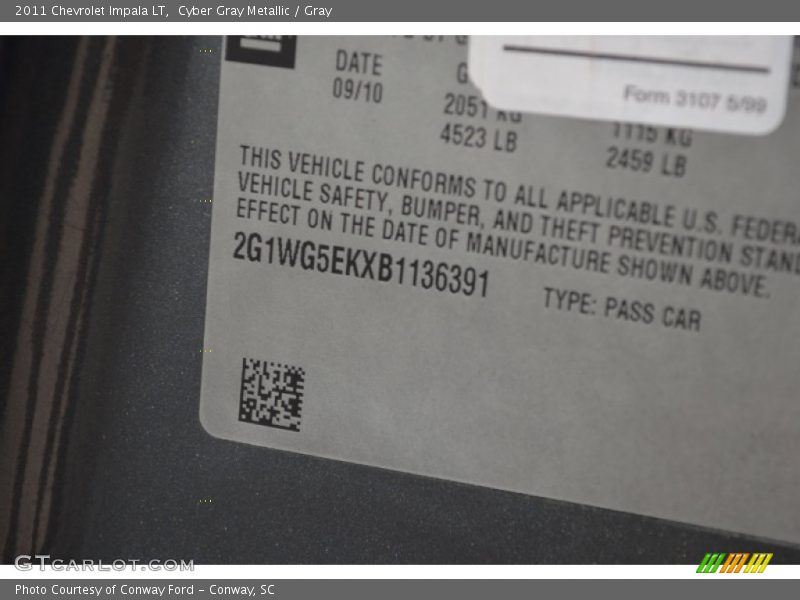 2011 Chevrolet Impala LT,  Cyber Gray Metallic / Gray
DATE
09/10
2051 KG
4523 LB
Form 3107 5/99
1115 KG
2459 LB
THIS VEHICLE CONFORMS TO ALL APPLICABLE U.S.
VEHICLE SAFETY, BUMPER, AND THEFT PREVENTION
EFFECT ON THE DATE OF MANUFACTURE SHOWN ABOVE.
2G1WG5EKXB1136391
TYPE: PASS CAR
GTcarlot.com
Photo Courtesy of Conway Ford – Conway, SC